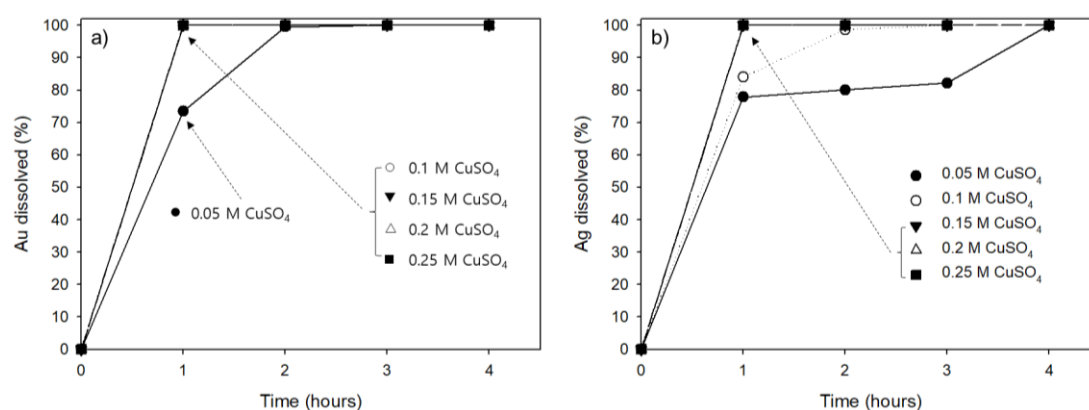 a)
Au dissolved (%)
100
90
80
70
60
50
40
30
20
10
0
0 1 2 3 4
Time (hours)
0.05 M CuSO4
0.1 M CuSO4
0.15 M CuSO4
0.2 M CuSO4
0.25 M CuSO4
b)
Ag dissolved (%)
100
90
80
70
60
50
40
30
20
10
0
0 1 2 3 4
Time (hours)
0.05 M CuSO4
0.1 M CuSO4
0.15 M CuSO4
0.2 M CuSO4
0.25 M CuSO4